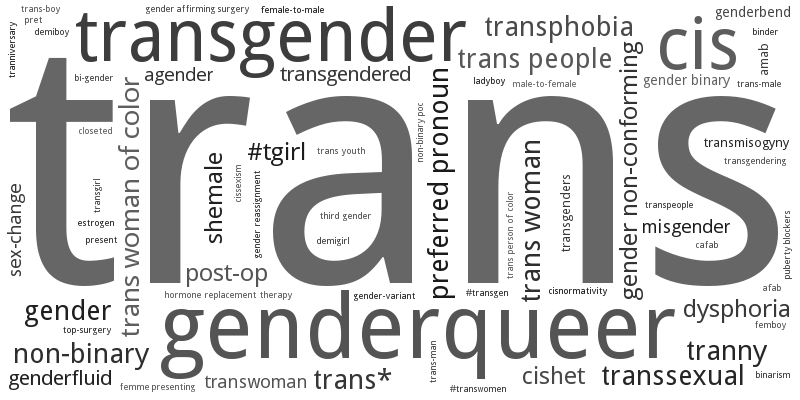 trans-boy
pret
demiboy
tranniversary
transgender
gender affirming surgery
female-to-male
transphobia
trans people
cis
genderbend
binder
amab
bi-gender
agender
transgendered
ladyboy
male-to-female
gender binary
trans-male
trans
closeted
trans woman of color
#tgirl
trans youth
non-binary poc
preferred pronoun
gender non-conforming
transmisogyny
transgendering
sex-change
transgirl
estrogen
present
shemale
cissexism
gender reassignment
third gender
demigirl
trans person of color
trans woman
transgenders
transpeople
misgender
cafab
puberty blockers
post-op
hormone replacement therapy
gender-variant
#transgen
cisnormativity
afab
gender
top-surgery
genderqueer
dysphoria
femboy
non-binary
genderfluid
femme presenting
transwoman
trans*
trans-man
#transwomen
cishet
tranny
transsexual
binarism